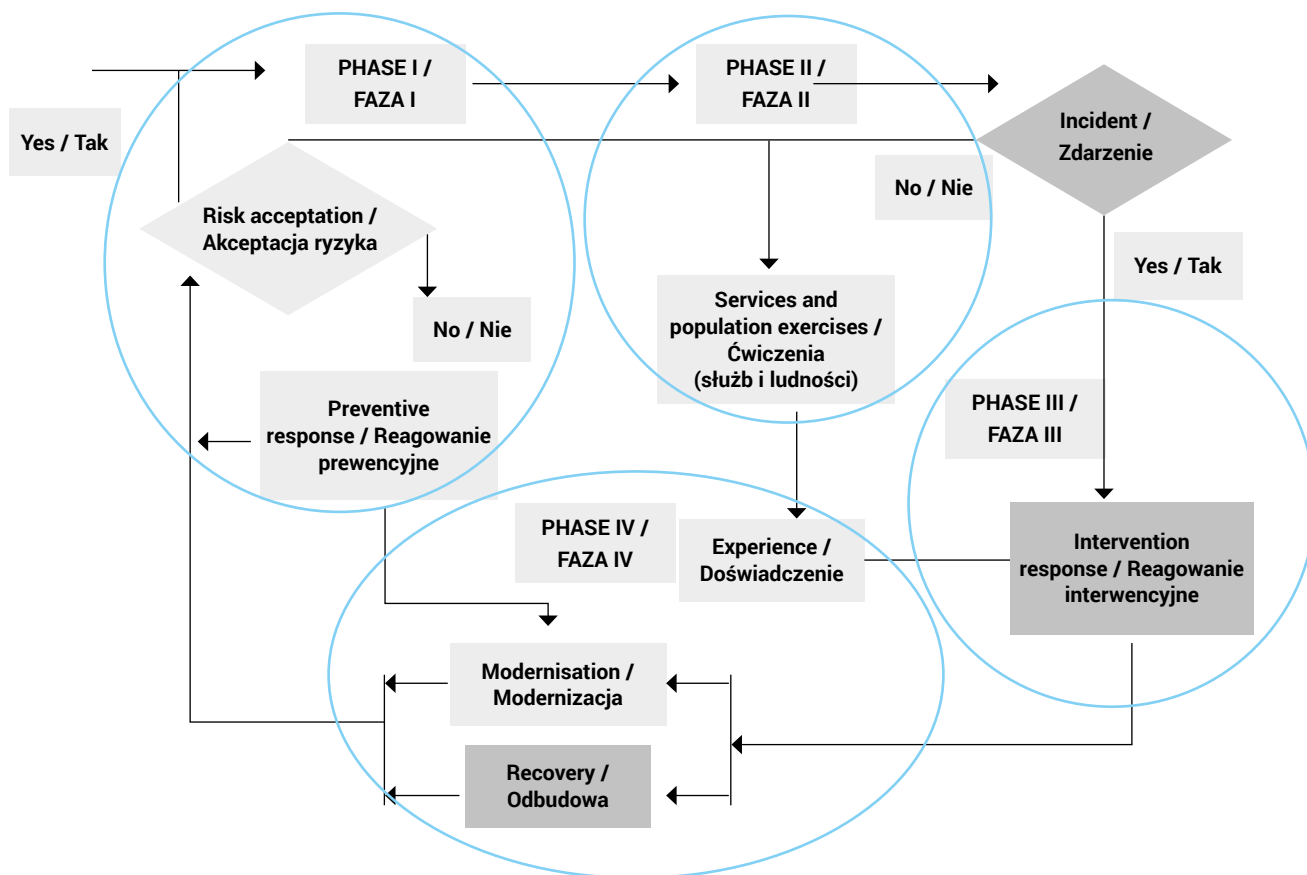 PHASE I /
FAZA I
PHASE II /
FAZA II
Incident /
Zdarzenie
Yes / Tak
No / Nie
Risk acceptation /
Akceptacja ryzyka
Yes / Tak
No / Nie
Services and
population exercises /
Ćwiczenia
(służb i ludności)
Preventive
response / Reagowanie
prewencyjne
PHASE III /
FAZA III
PHASE IV /
FAZA IV
Experience /
Doświadczenie
Intervention
response / Reagowanie
interwencyjne
Modernisation /
Modernizacja
Recovery /
Odbudowa